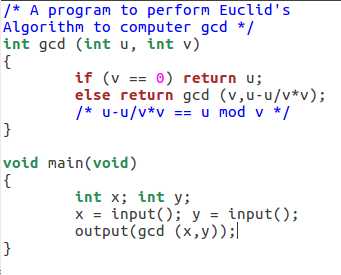 /* A program to perform Euclid's
Algorithm to computer gcd */
int gcd (int u, int v)
{
if (v == 0) return u;
else return gcd (v,u-u/v*v);
/* u-u/v*v == u mod v */
}
void main(void)
{
int x; int y;
x = input(); y = input();
output(gcd (x,y));
}